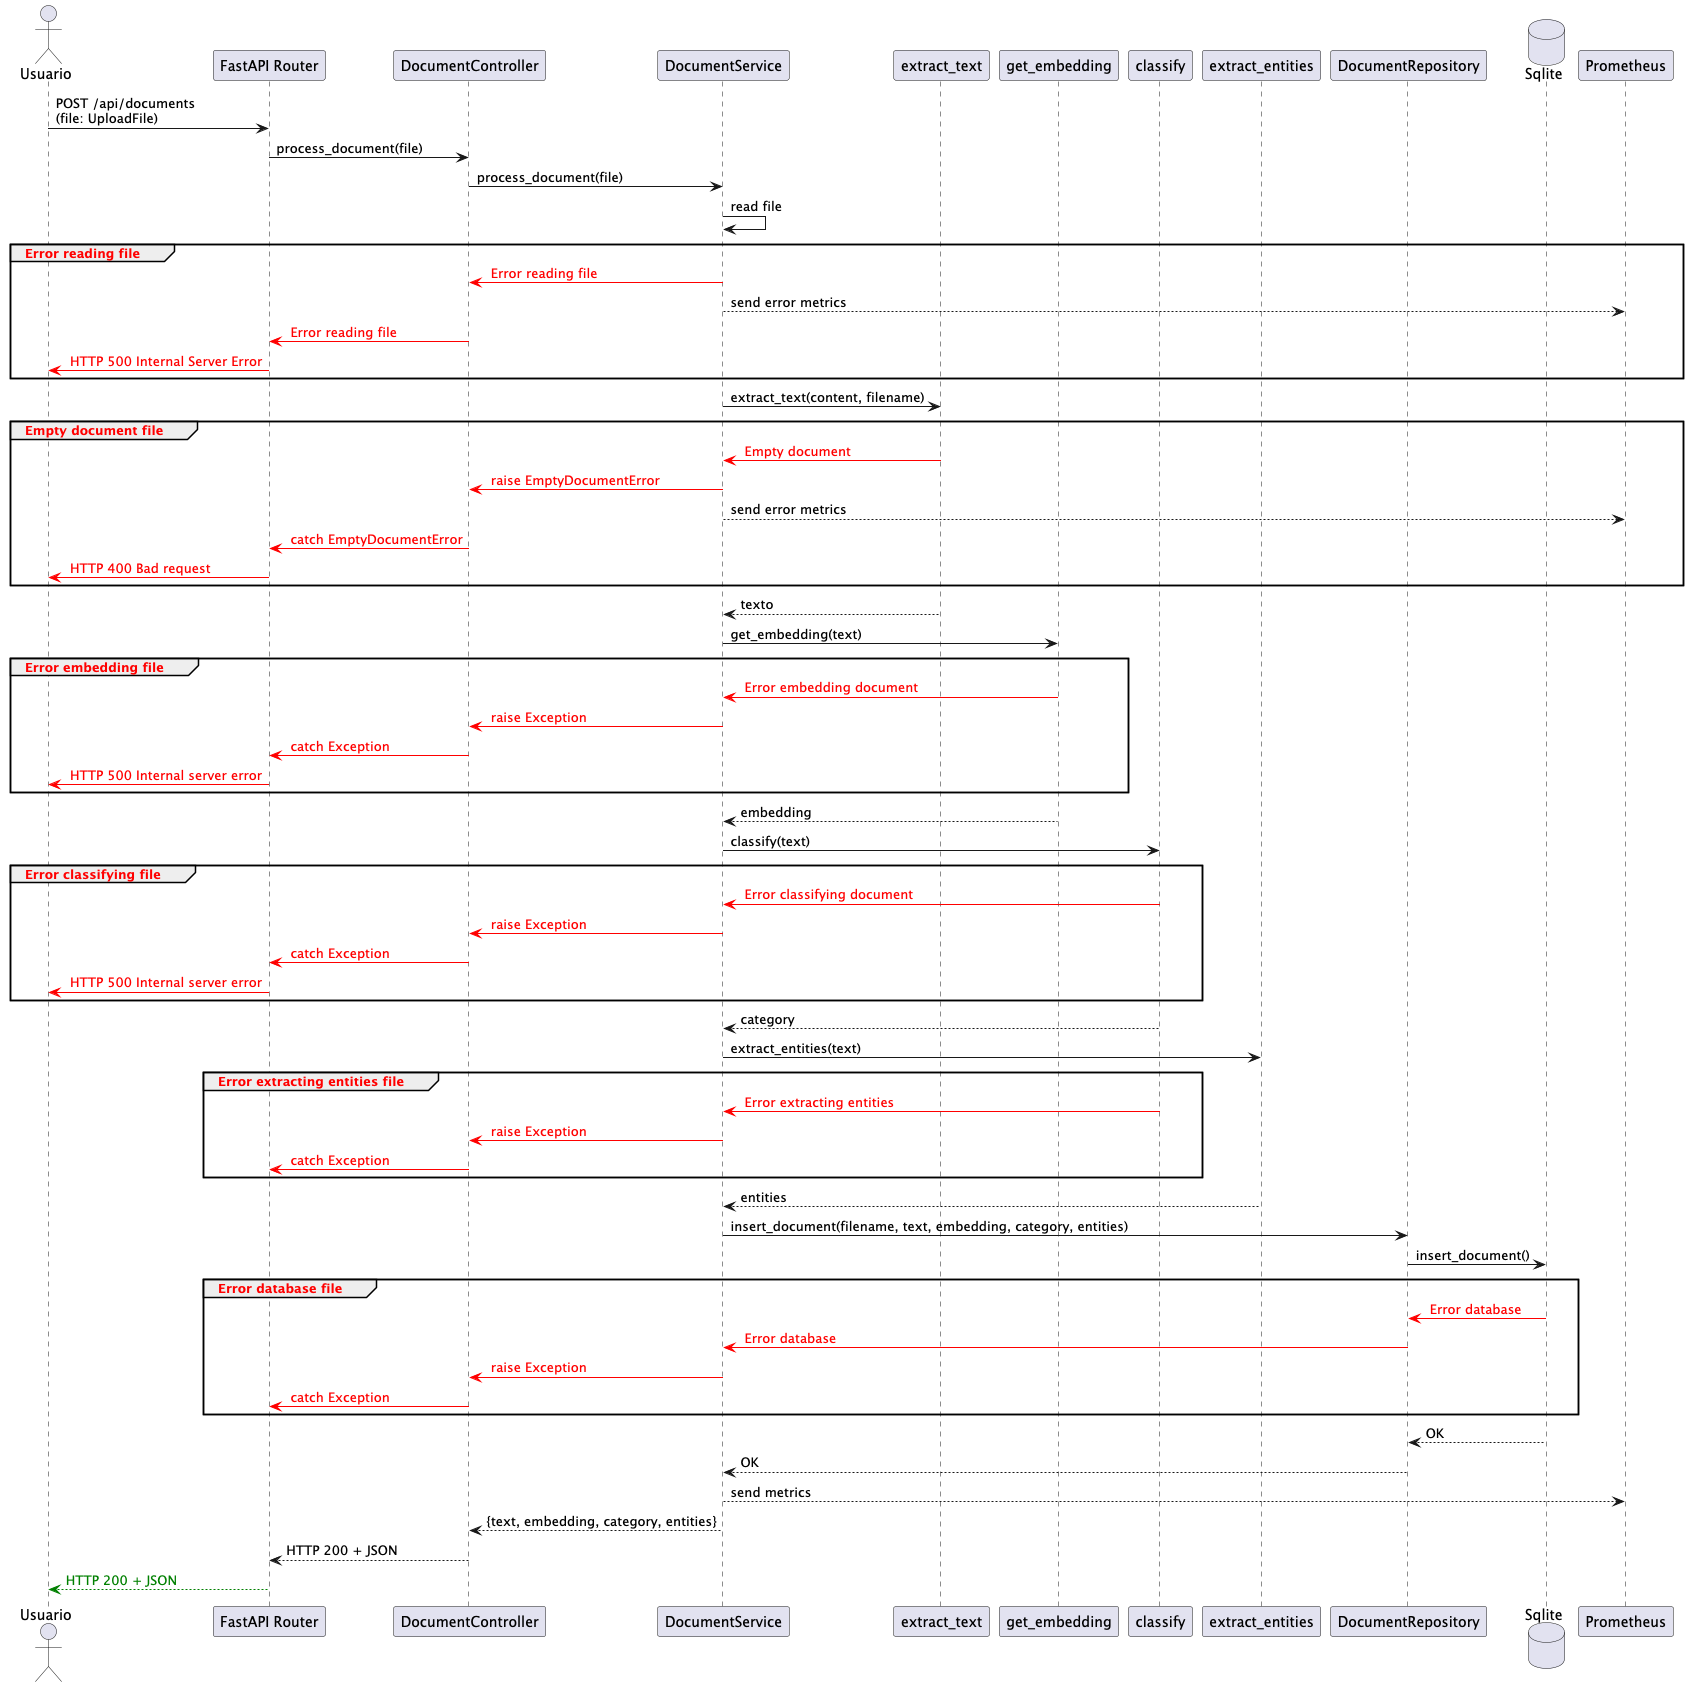 Usuario
FastAPI Router
DocumentController
DocumentService
extract_text
get_embedding
classify
extract_entities
DocumentRepository
Sqlite
Prometheus
POST /api/documents
(file: UploadFile)
process_document(file)
process_document(file)
read file
Error reading file
Error reading file
send error metrics
Error reading file
HTTP 500 Internal Server Error
extract_text(content, filename)
Empty document file
Empty document
raise EmptyDocumentError
send error metrics
catch EmptyDocumentError
HTTP 400 Bad request
texto
get_embedding(text)
Error embedding file
Error embedding document
raise Exception
catch Exception
HTTP 500 Internal server error
embedding
classify(text)
Error classifying file
Error classifying document
raise Exception
catch Exception
HTTP 500 Internal server error
category
extract_entities(text)
Error extracting entities file
Error extracting entities
raise Exception
catch Exception
entities
insert_document(filename, text, embedding, category, entities)
insert_document()
Error database file
Error database
Error database
raise Exception
catch Exception
OK
OK
send metrics
{text, embedding, category, entities}
HTTP 200 + JSON
HTTP 200 + JSON
Usuario
FastAPI Router
DocumentController
DocumentService
extract_text
get_embedding
classify
extract_entities
DocumentRepository
Sqlite
Prometheus